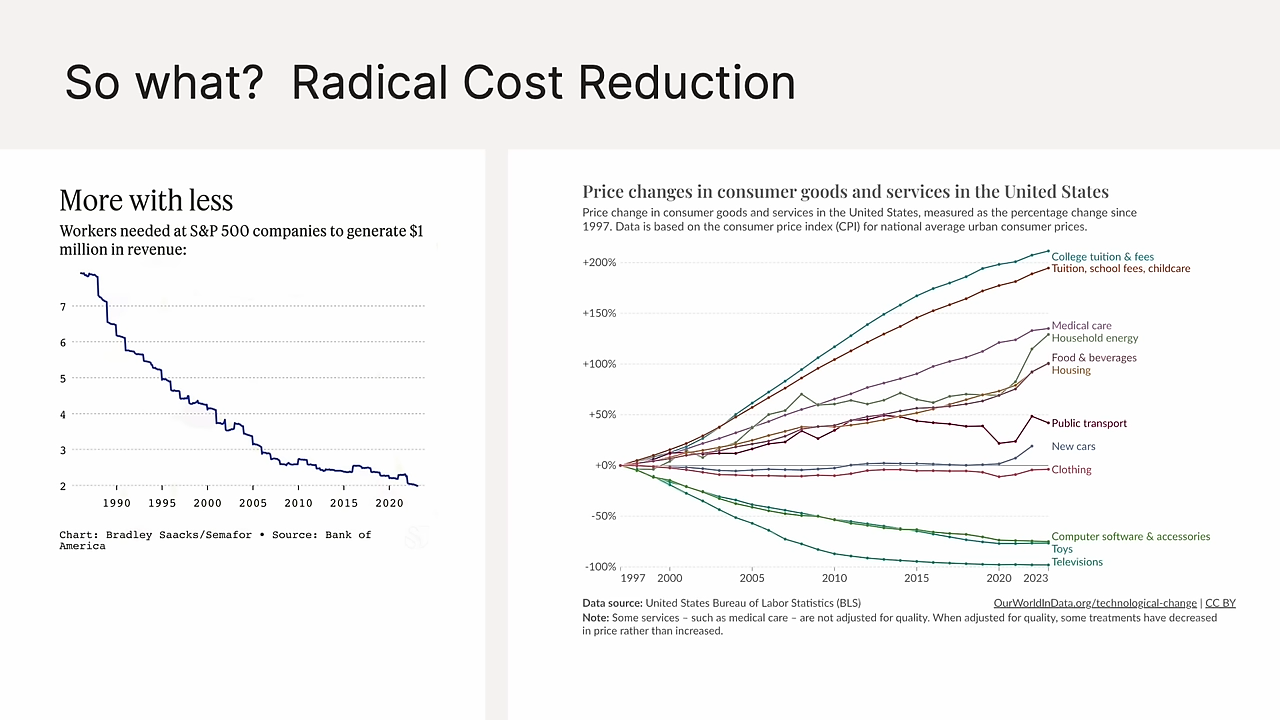 So what?  Radical Cost Reduction
More with less
Workers needed at S&P 500 companies to generate $1
million in revenue:
7
6
5
4
3
2
1990 1995 2000 2005 2010 2015 2020
Chart: Bradley Saacks/Semafor • Source: Bank of
America
Price changes in consumer goods and services in the United States
Price change in consumer goods and services in the United States, measured as the percentage change since
1997. Data is based on the consumer price index (CPI) for national average urban consumer prices.
+200%
+150%
+100%
+50%
+0%
-50%
-100%
College tuition & fees
Tuition, school fees, childcare
Medical care
Household energy
Food & beverages
Housing
Public transport
New cars
Clothing
Computer software & accessories
Toys
Televisions
1997 2000 2005 2010 2015 2020 2023
Data source: United States Bureau of Labor Statistics (BLS)
OurWorldInData.org/technological-change | CC BY
Note: Some services – such as medical care – are not adjusted for quality. When adjusted for quality, some treatments have decreased
in price rather than increased.